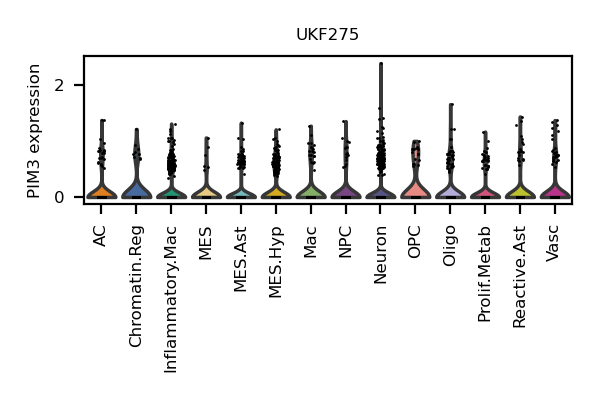 UKF275
PIM3 expression
2
0
AC
Chromatin.Reg
Inflammatory.Mac
MES
MES.Ast
MES.Hyp
Mac
NPC
Neuron
OPC
Oligo
Prolif.Metab
Reactive.Ast
Vasc